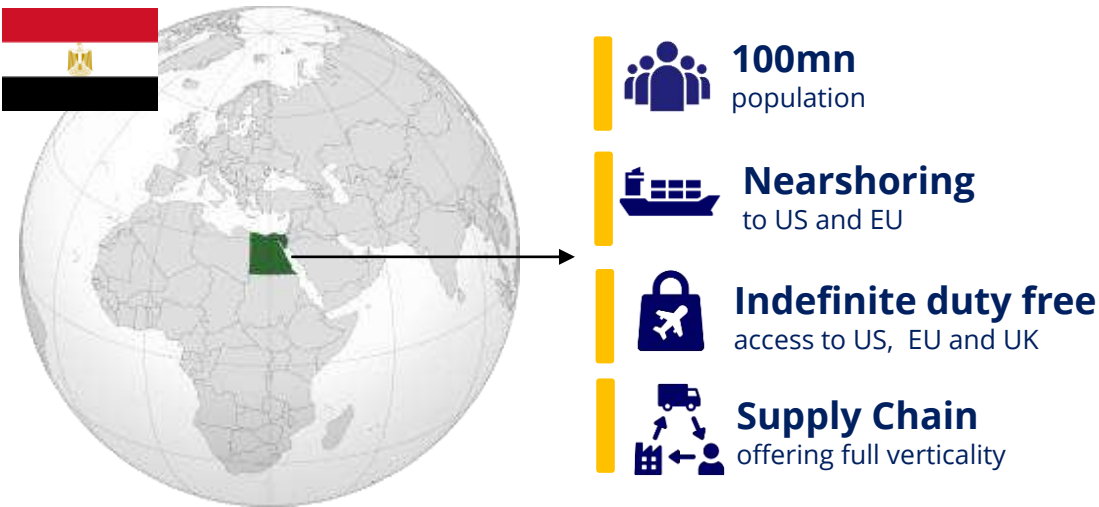 100mn
population
Nearshoring
to US and EU
Indefinite duty free
access to US, EU and UK
Supply Chain
offering full verticality